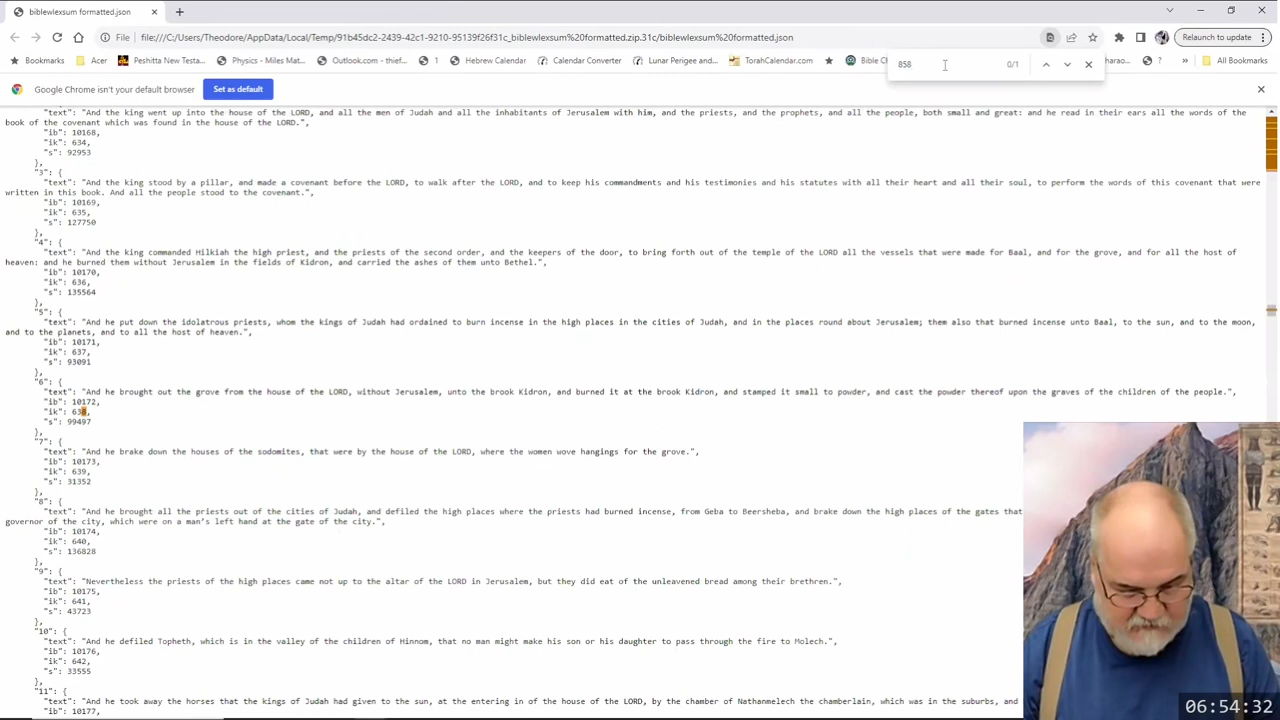 biblewlexsum formatted.json
File
file:///C:/Users/Theodore/AppData/Local/Temp/91b45dc2-2439-42c1-9210-95139f26f31c_biblewlexsum%20formatted.zip.31c/biblewlexsum%20formatted.json
Relaunch to update
Bookmarks Acer Peshitta New Testa... Physics - Miles Mat... Outlook.com - thief... 1 Model Comparison:... Calendar Converter Lunar Perigee and... TorahCalendar.com Bible Ch
araoo... ? » All Bookmarks
858 0/1
Google Chrome isn't your default browser Set as default
"text": "And the king went up into the house of the LORD, and all the men of Judah and all the inhabitants of Jerusalem with him, and the priests, and the prophets, and all the people, both small and great: and he read in their ears all the words of the
book of the covenant which was found in the house of the LORD.",
"ib": 10168,
"ik": 634,
"s": 92953
},
"3": {
"text": "And the king stood by a pillar, and made a covenant before the LORD, to walk after the LORD, and to keep his commandments and his testimonies and his statutes with all their heart and all their soul, to perform the words of this covenant that were
written in this book. And all the people stood to the covenant.",
"ib": 10169,
"ik": 635,
"s": 127750
},
"4": {
"text": "And the king commanded Hilkiah the high priest, and the priests of the second order, and the keepers of the door, to bring forth out of the temple of the LORD all the vessels that were made for Baal, and for the grove, and for all the host of
heaven: and he burned them without Jerusalem in the fields of Kidron, and carried the ashes of them unto Bethel.",
"ib": 10170,
"ik": 636,
"s": 135564
},
"5": {
"text": "And he put down the idolatrous priests, whom the kings of Judah had ordained to burn incense in the high places in the cities of Judah, and in the places round about Jerusalem; them also that burned incense unto Baal, to the sun, and to the moon,
and to the planets, and to all the host of heaven.",
"ib": 10171,
"ik": 637,
"s": 93091
},
"6": {
"text": "And he brought out the grove from the house of the LORD, without Jerusalem, unto the brook Kidron, and burned it at the brook Kidron, and stamped it small to powder, and cast the powder thereof upon the graves of the children of the people.",
"ib": 10172,
"ik": 638,
"s": 99497
},
"7": {
"text": "And he brake down the houses of the sodomites, that were by the house of the LORD, where the women wove hangings for the grove.",
"ib": 10173,
"ik": 639,
"s": 31352
},
"8": {
"text": "And he brought all the priests out of the cities of Judah, and defiled the high places where the priests had burned incense, from Geba to Beersheba, and brake down the high places of the gates that
governor of the city, which were on a man's left hand at the gate of the city.",
"ib": 10174,
"ik": 640,
"s": 136828
},
"9": {
"text": "Nevertheless the priests of the high places came not up to the altar of the LORD in Jerusalem, but they did eat of the unleavened bread among their brethren.",
"ib": 10175,
"ik": 641,
"s": 43723
},
"10": {
"text": "And he defiled Topheth, which is in the valley of the children of Hinnom, that no man might make his son or his daughter to pass through the fire to Molech.",
"ib": 10176,
"ik": 642,
"s": 33555
},
"11": {
"text": "And he took away the horses that the kings of Judah had given to the sun, at the entering in of the house of the LORD, by the chamber of Nathanmelech the chamberlain, which was in the suburbs, and
"ib": 10177,
06:54:32